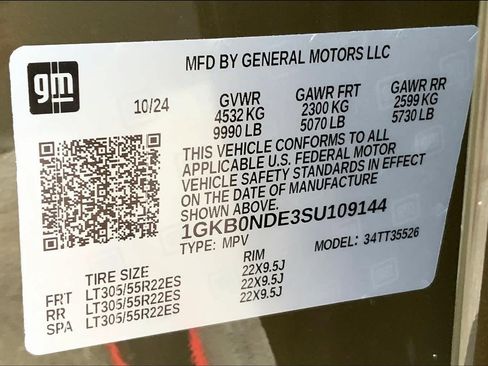 gm
MFD BY GENERAL MOTORS LLC
10/24 GVWR GAWR FRT GAWR RR
4532 KG 2300 KG 2599 KG
9990 LB 5070 LB 5730 LB
THIS VEHICLE CONFORMS TO ALL
APPLICABLE U.S. FEDERAL MOTOR
VEHICLE SAFETY STANDARDS IN EFFECT
ON THE DATE OF MANUFACTURE
SHOWN ABOVE.
1GKB0NDE3SU109144
TYPE: MPV MODEL: 34TT35526
TIRE SIZE RIM
FRT LT305/55R22ES 22X9.5J
RR LT305/55R22ES 22X9.5J
SPA LT305/55R22ES 22X9.5J